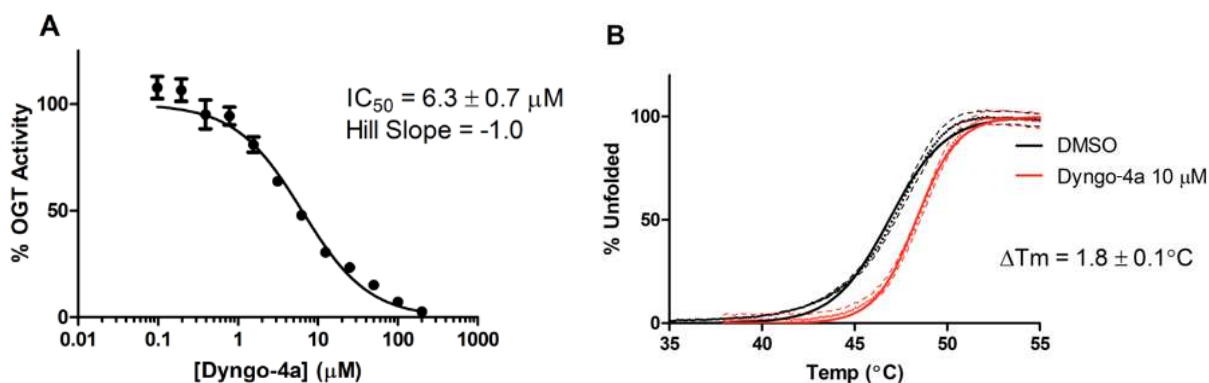 A
% OGT Activity
100
50
0
0.01
0.1
1
10
100
1000
[Dyngo-4a] (μM)
IC50 = 6.3 ± 0.7 μM
Hill Slope = -1.0
B
% Unfolded
100
50
0
35
40
45
50
55
Temp (°C)
DMSO
Dyngo-4a 10 μM
ΔTm = 1.8 ± 0.1°C